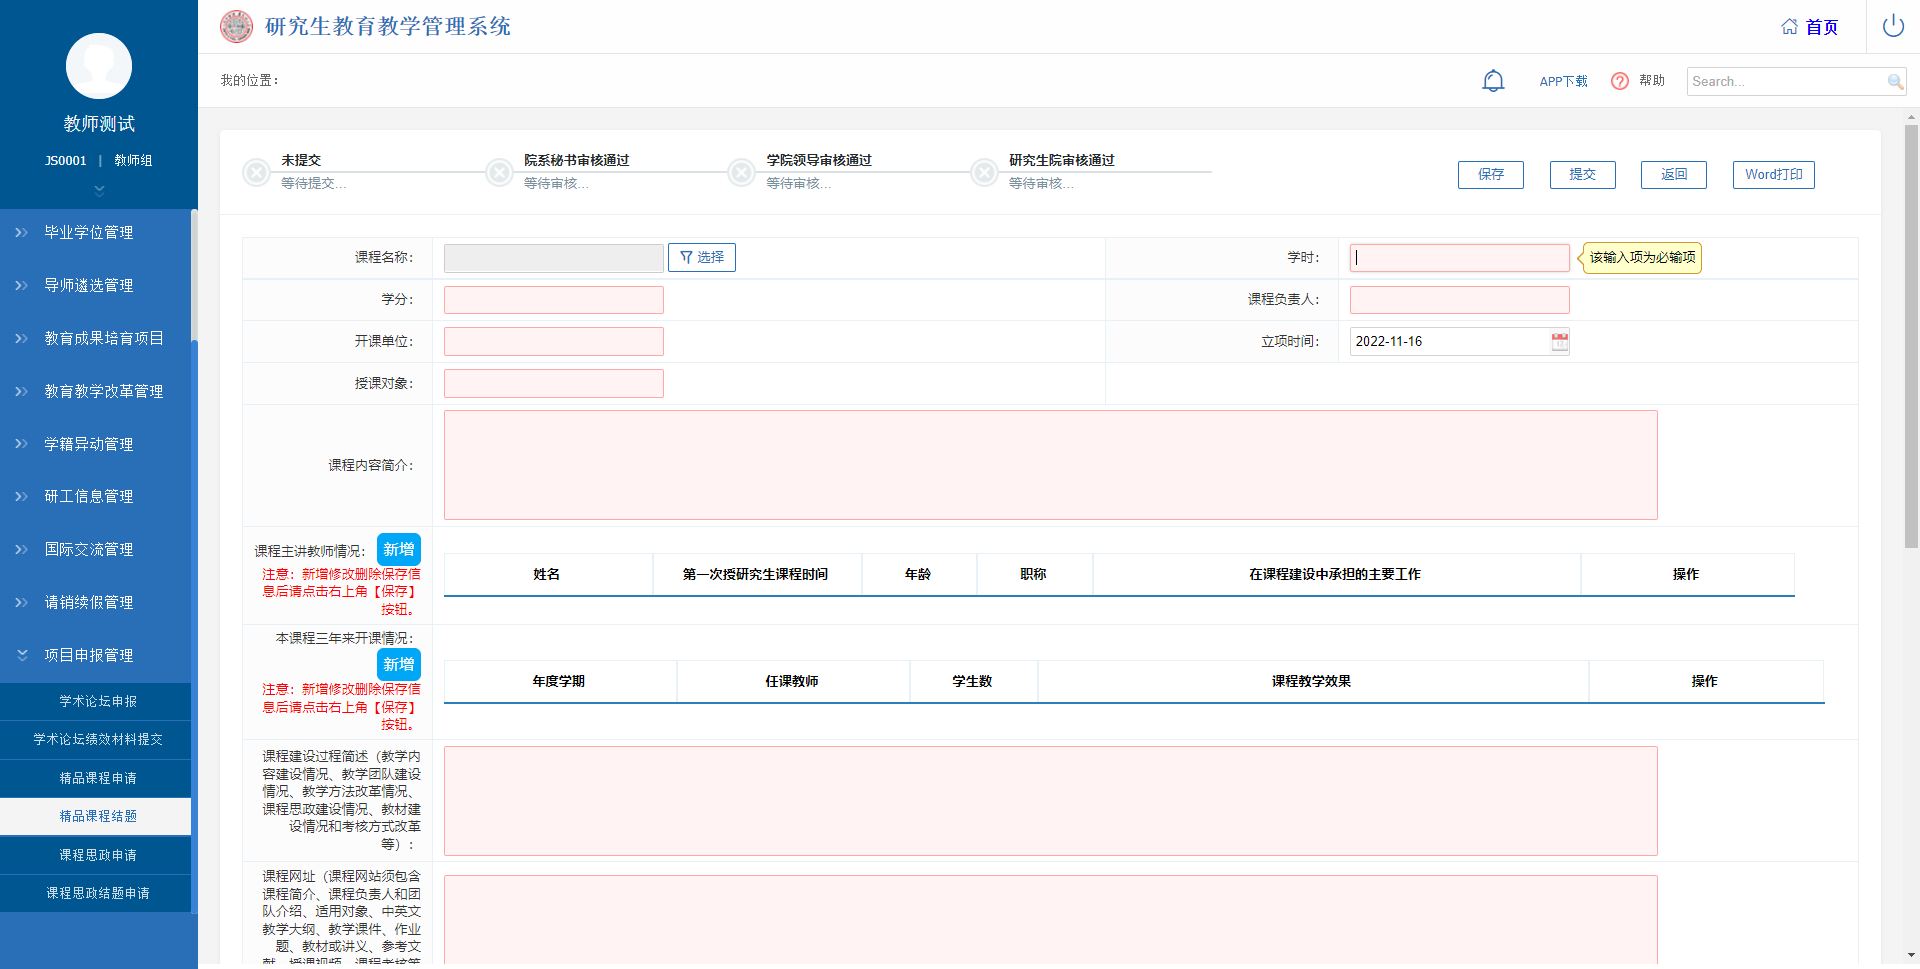 研究生教育教学管理系统
首页
我的位置：
APP下载
帮助
Search...
教师测试
JS0001 | 教师组
毕业学位管理
导师遴选管理
教育成果培育项目
教育教学改革管理
学籍异动管理
研工信息管理
国际交流管理
请销续假管理
项目申报管理
学术论坛申报
学术论坛绩效材料提交
精品课程申请
精品课程结题
课程思政申请
课程思政结题申请
未提交
等待提交...
院系秘书审核通过
等待审核...
学院领导审核通过
等待审核...
研究生院审核通过
等待审核...
保存
提交
返回
Word打印
课程名称：
选择
学时：
该输入项为必输项
学分：
课程负责人：
开课单位：
立项时间：
2022-11-16
授课对象：
课程内容简介：
课程主讲教师情况：
新增
注意：新增修改删除保存信
息后请点击右上角【保存】
按钮。
姓名
第一次授研究生课程时间
年龄
职称
在课程建设中承担的主要工作
操作
本课程三年来开课情况：
新增
注意：新增修改删除保存信
息后请点击右上角【保存】
按钮。
年度学期
任课教师
学生数
课程教学效果
操作
课程建设过程简述（教学内
容建设情况、教学团队建设
情况、教学方法改革情况、
课程思政建设情况、教材建
设情况和考核方式改革
等）：
课程网址（课程网站须包含
课程简介、课程负责人和团
队介绍、适用对象、中英文
教学大纲、教学课件、作业
题、教材或讲义、参考文
献、授课视频、课程考核等